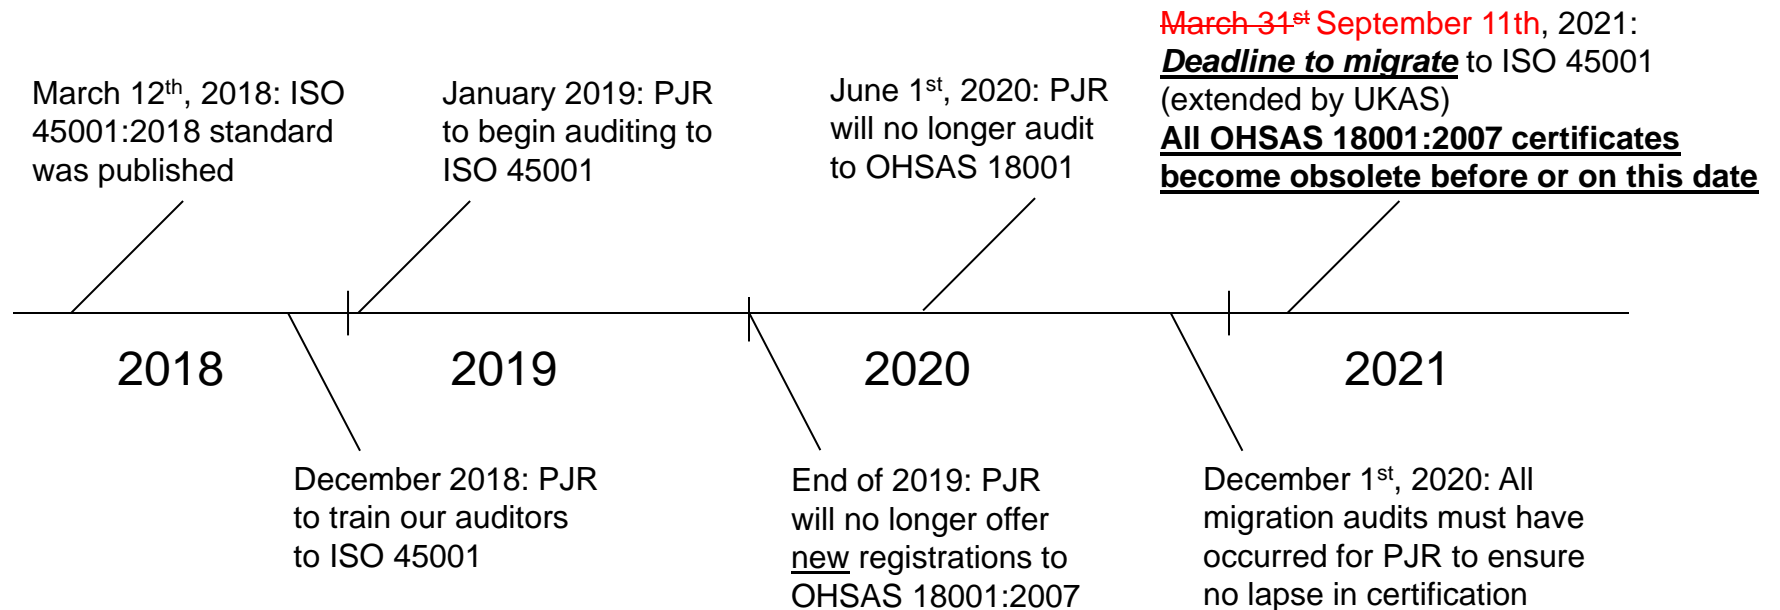 March 12th, 2018: ISO
45001:2018 standard
was published
January 2019: PJR
to begin auditing to
ISO 45001
June 1st, 2020: PJR
will no longer audit
to OHSAS 18001
March 31st September 11th, 2021:
Deadline to migrate to ISO 45001
(extended by UKAS)
All OHSAS 18001:2007 certificates
become obsolete before or on this date
2018
2019
2020
2021
December 2018: PJR
to train our auditors
to ISO 45001
End of 2019: PJR
will no longer offer
new registrations to
OHSAS 18001:2007
December 1st, 2020: All
migration audits must have
occurred for PJR to ensure
no lapse in certification